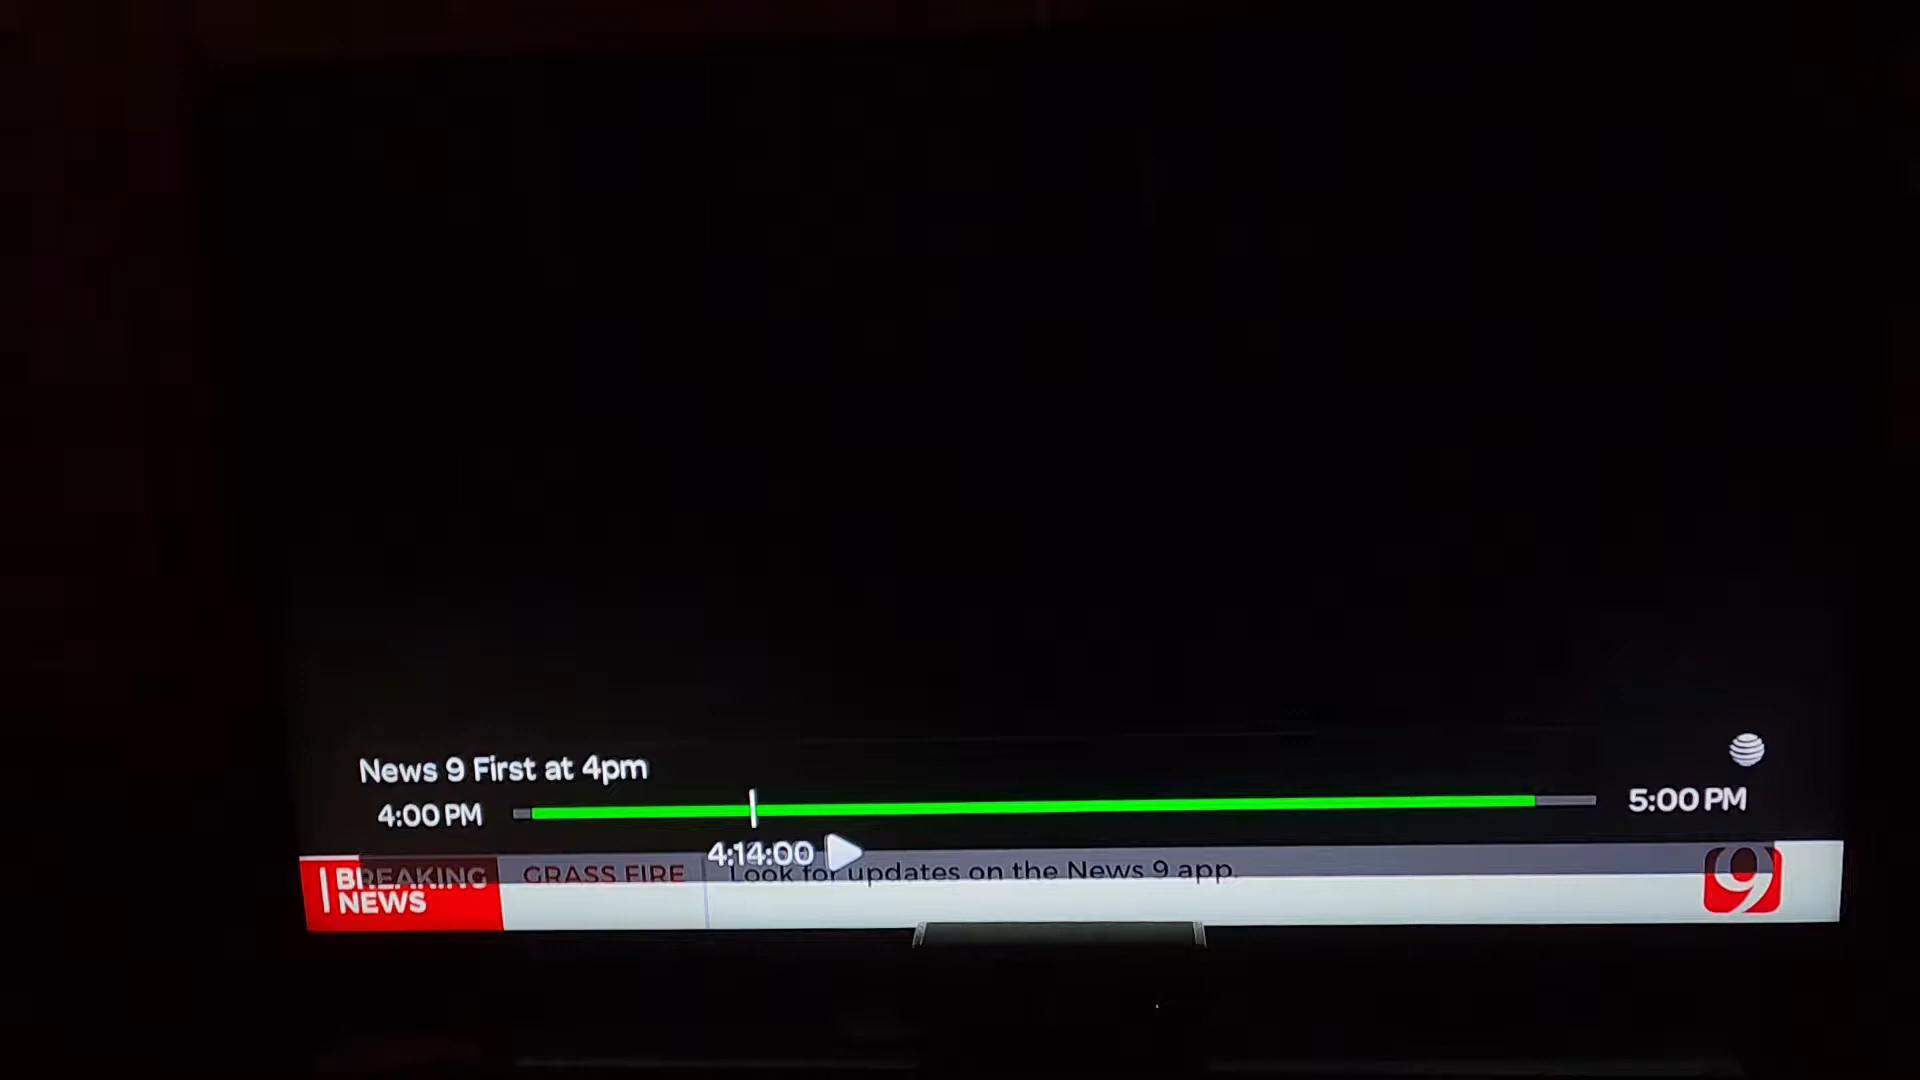 News 9 First at 4pm
4:00 PM
5:00 PM
4:14:00
BREAKING
NEWS
GRASS FIRE
Look for updates on the News 9 app.
9